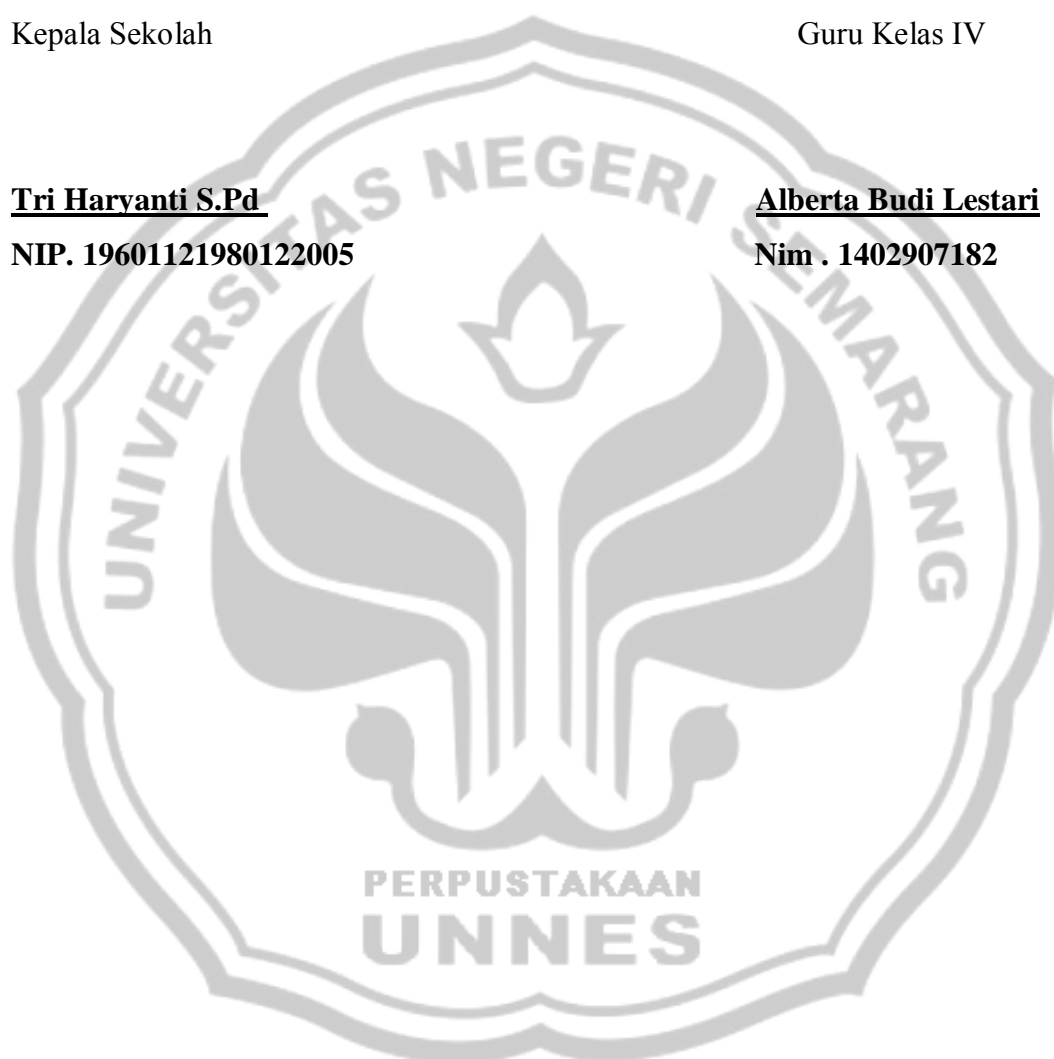 Kepala Sekolah Guru Kelas IV
Tri Haryanti S.Pd Alberta Budi Lestari
NIP. 19601121980122005 Nim . 1402907182
UNIVERSITAS NEGERI SEMARANG
PERPUSTAKAAN
UNNES